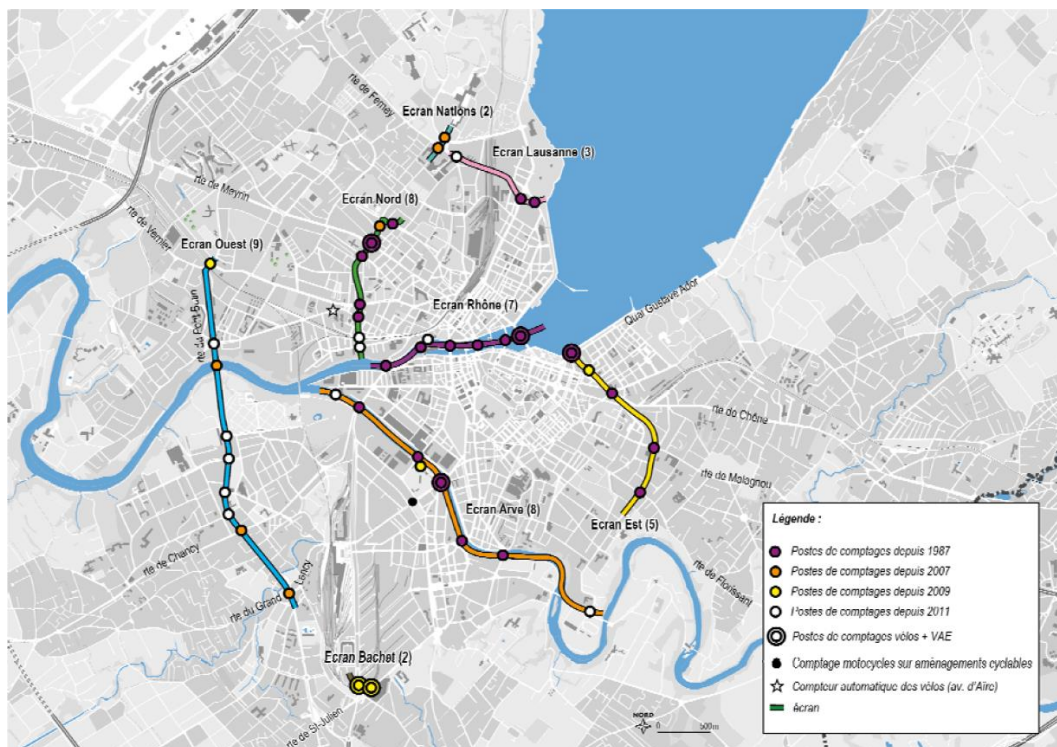 rte de Ferney
Ecran Nations (2)
Ecran Lausanne (3)
rte de Meyrin
Ecran Nord (8)
rte de Vernier
Ecran Ouest (9)
Ecran Rhône (7)
Quai Gustave Ador
rte du Pont Butin
rte de Chêne
rte de Malagnou
Ecran Arve (8)
Ecran Est (5)
rte de Chancy
rte de Florissant
rte du Grand Lancy
Ecran Bachet (2)
rte de St-Julien
Légende :
Postes de comptages depuis 1987
Postes de comptages depuis 2007
Postes de comptages depuis 2009
Postes de comptages depuis 2011
Postes de comptages vélos + VAE
Comptage motocycles sur aménagements cyclables
Compteur automatique des vélos (av. d'Aïre)
écran
NORD
0 500m